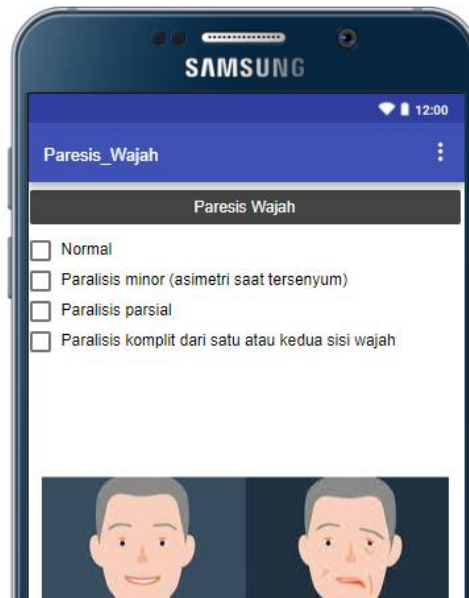 SAMSUNG
12:00
Paresis_Wajah
Paresis Wajah
Normal
Paralisis minor (asimetri saat tersenyum)
Paralisis parsial
Paralisis komplit dari satu atau kedua sisi wajah